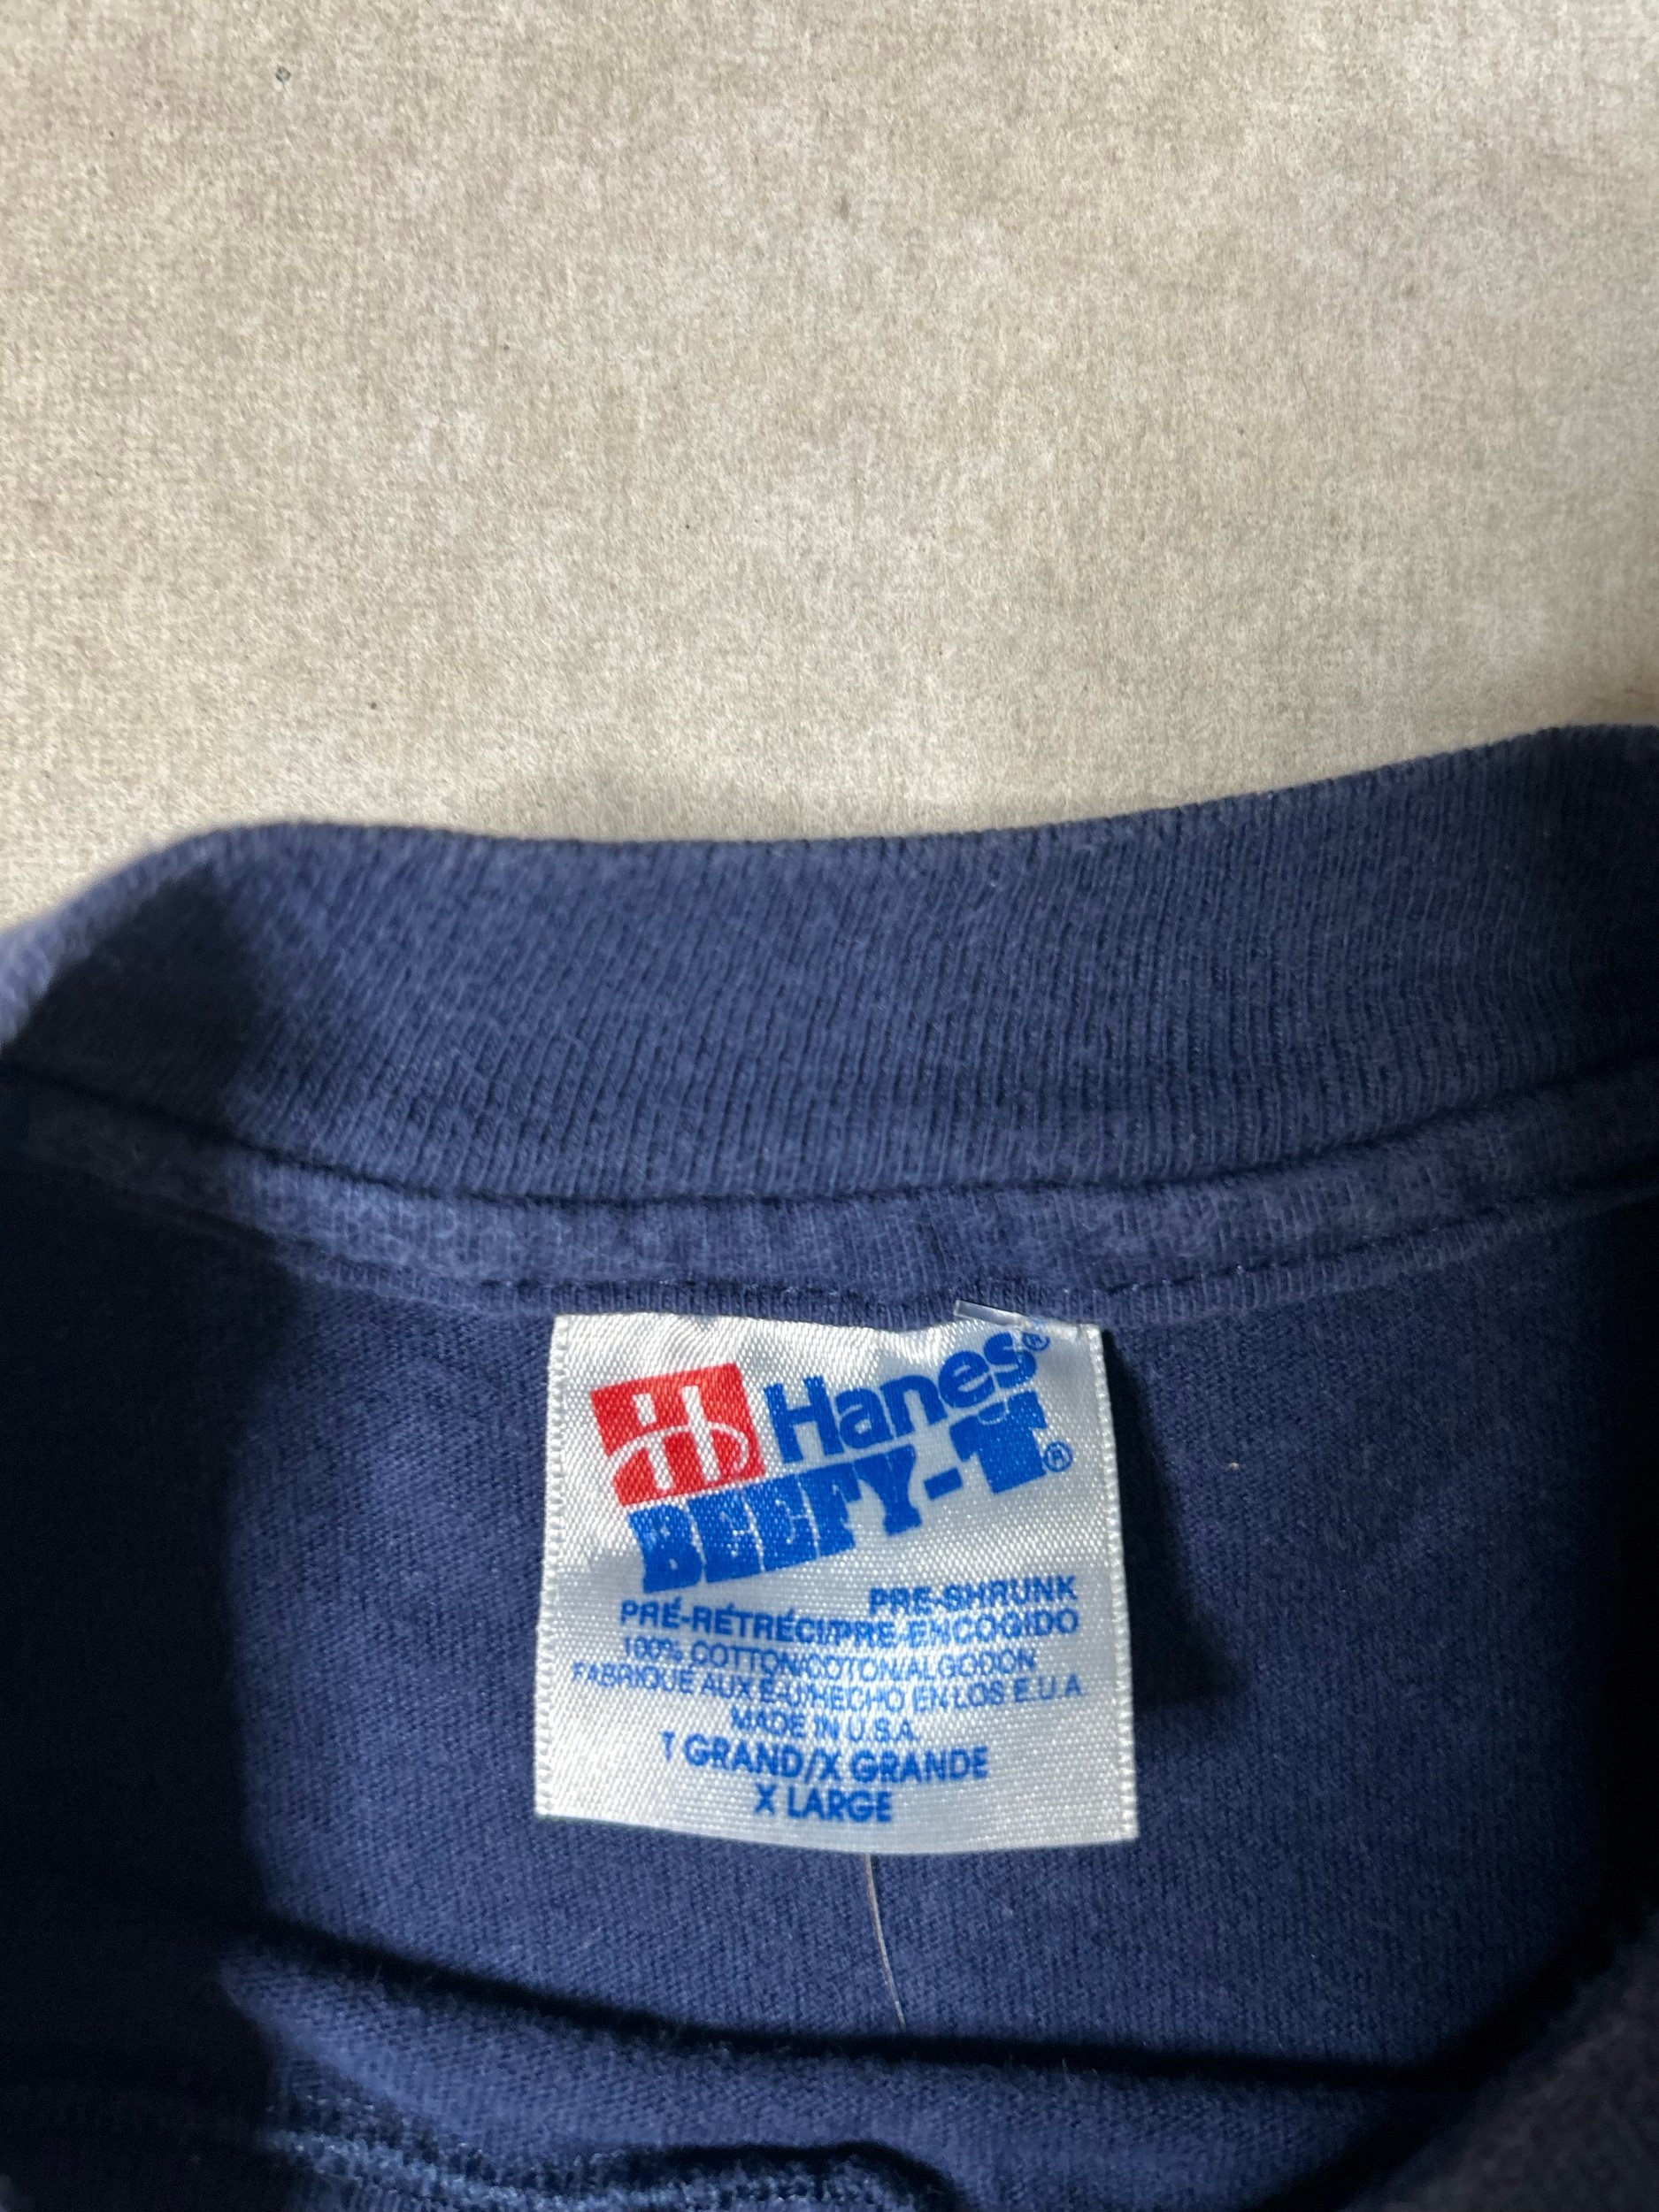 Hanes®
BEEFY-T®
PRE-SHRUNK
PRÉ-RÉTRÉCI/PRE-ENCOGIDO
100% COTTON/COTON/ALGODON
FABRIQUÉ AUX É-U/HECHO EN LOS E.U.A.
MADE IN U.S.A.
T GRAND/X GRANDE
X LARGE